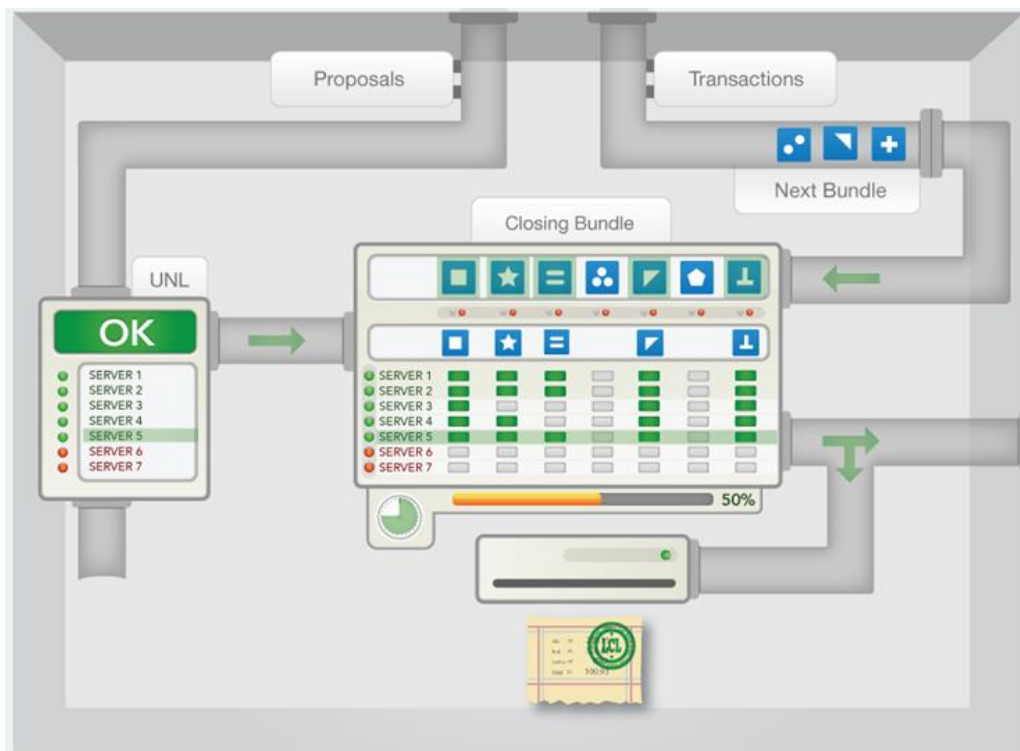 Proposals
Transactions
Next Bundle
Closing Bundle
UNL
OK
SERVER 1
SERVER 2
SERVER 3
SERVER 4
SERVER 5
SERVER 6
SERVER 7
SERVER 1
SERVER 2
SERVER 3
SERVER 4
SERVER 5
SERVER 6
SERVER 7
50%
LCL